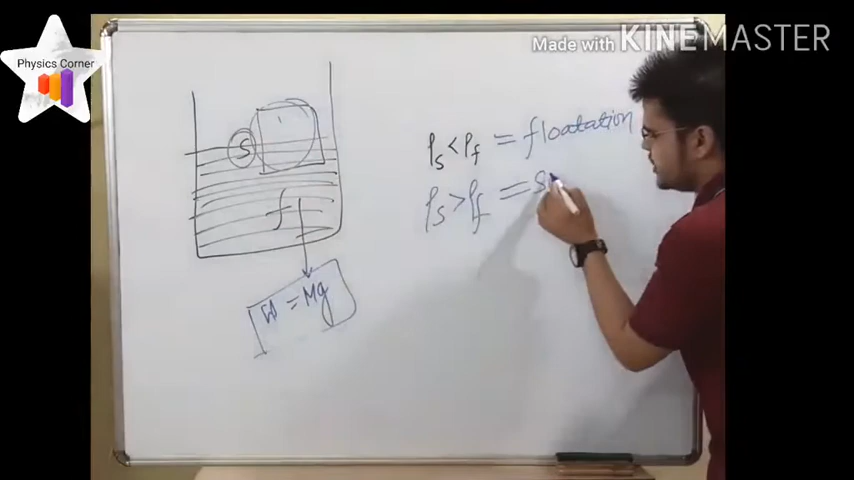 Physics Corner
Made with KINEMASTER
S
f
W = Mg
ρs < ρf = floatation
ρs > ρf = S